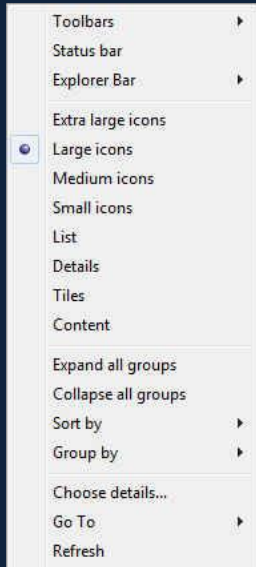 Toolbars
Status bar
Explorer Bar
Extra large icons
Large icons
Medium icons
Small icons
List
Details
Tiles
Content
Expand all groups
Collapse all groups
Sort by
Group by
Choose details...
Go To
Refresh